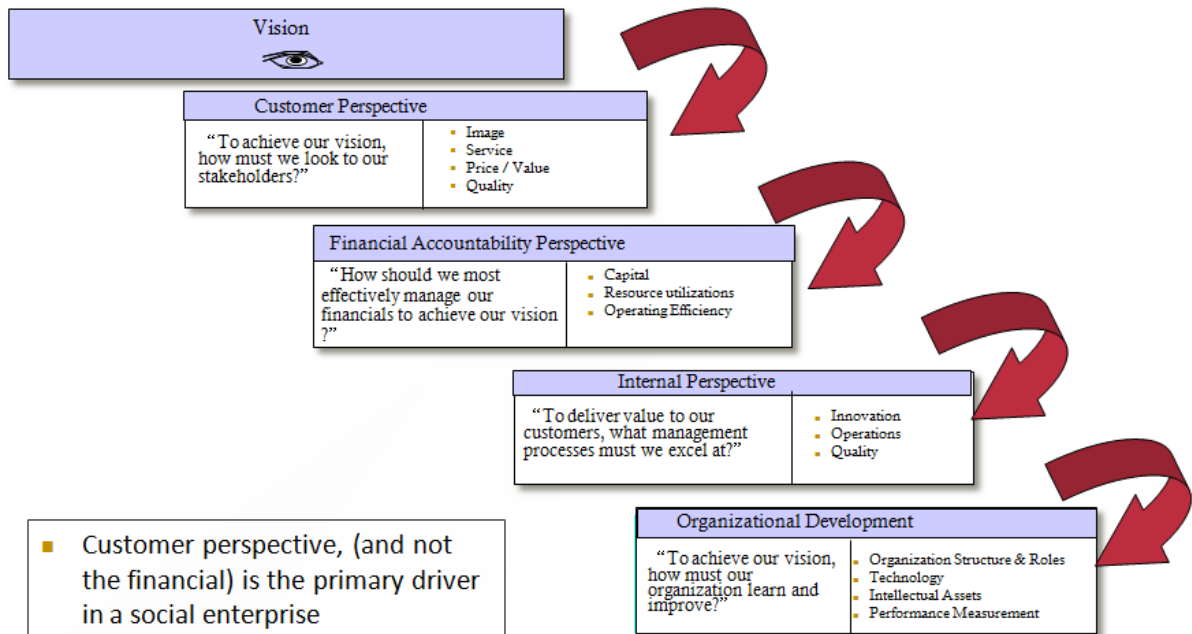 Vision
Customer Perspective
“To achieve our vision,
how must we look to our
stakeholders?”
Image
Service
Price / Value
Quality
Financial Accountability Perspective
“How should we most
effectively manage our
financials to achieve our vision
?”
Capital
Resource utilizations
Operating Efficiency
Internal Perspective
“To deliver value to our
customers, what management
processes must we excel at?”
Innovation
Operations
Quality
Organizational Development
“To achieve our vision,
how must our
organization learn and
improve?”
Organization Structure & Roles
Technology
Intellectual Assets
Performance Measurement
Customer perspective, (and not
the financial) is the primary driver
in a social enterprise